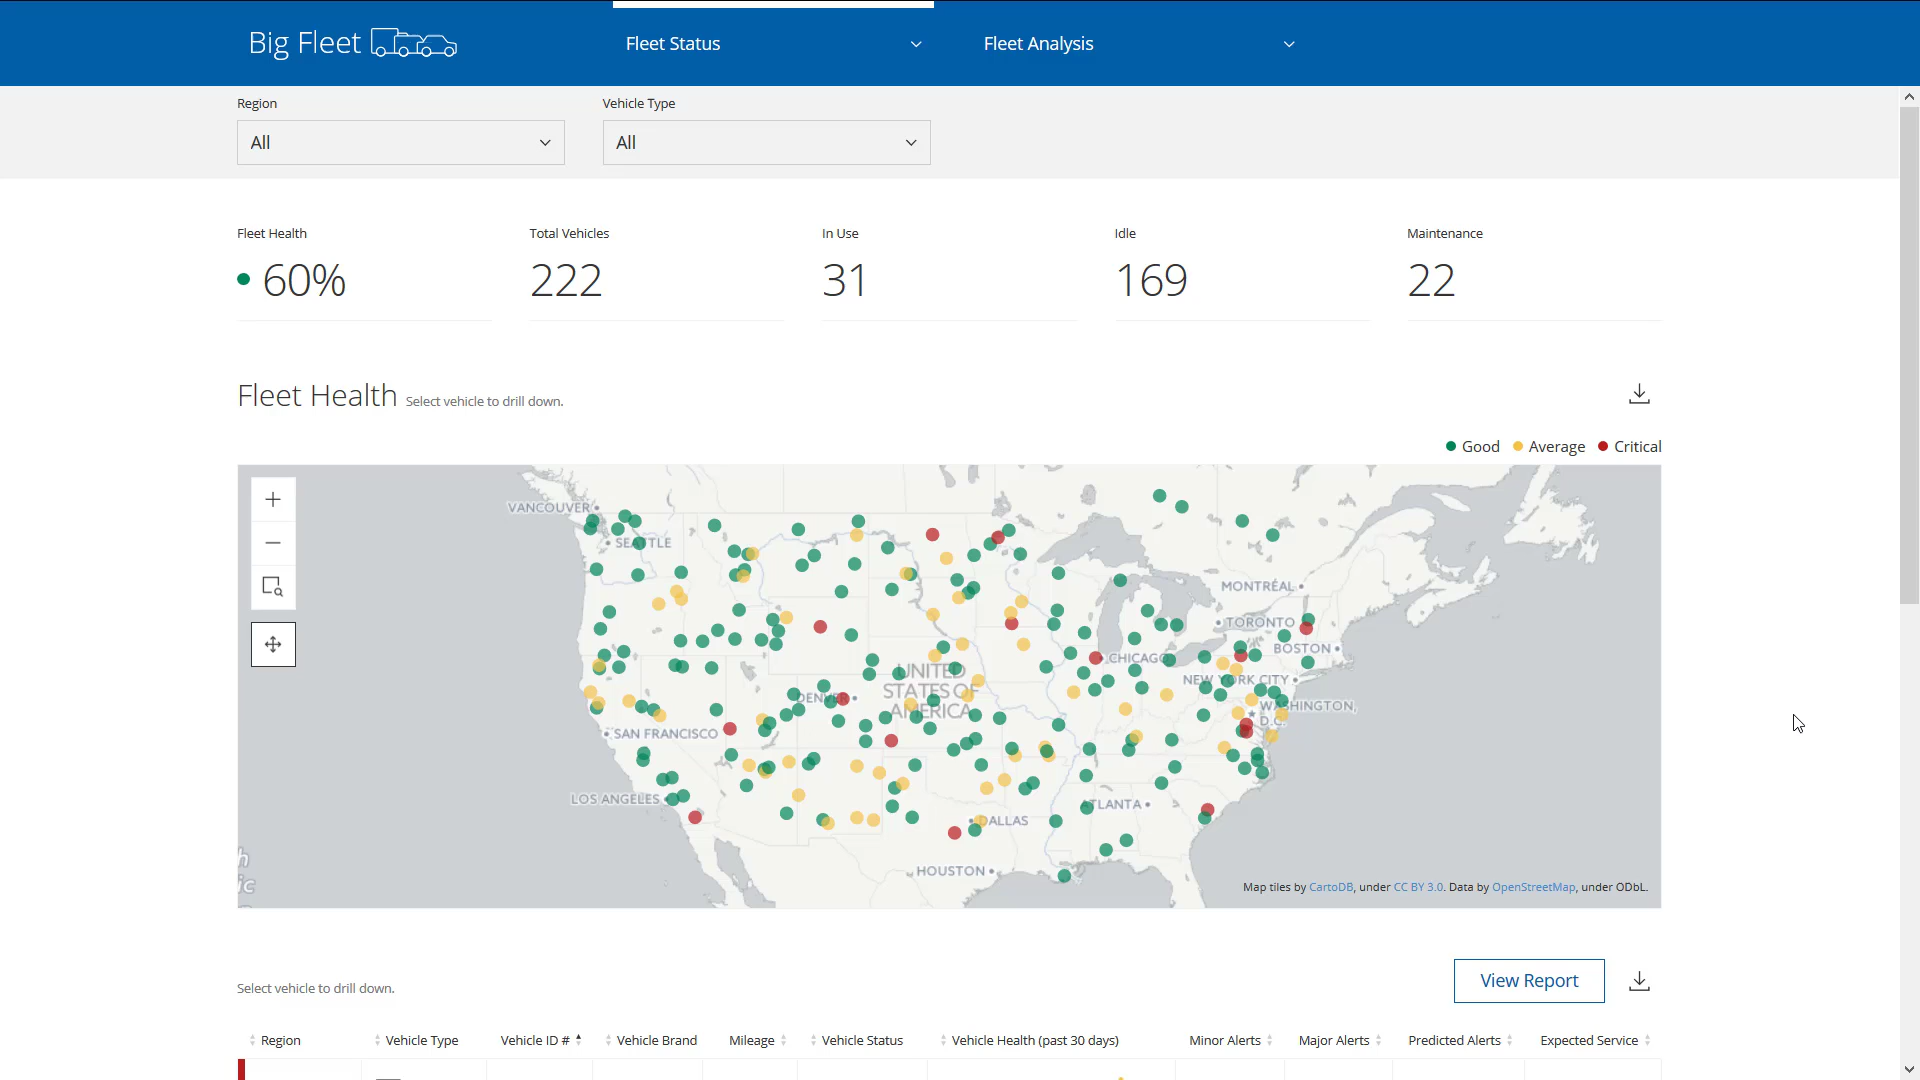 Big Fleet
Fleet Status
Fleet Analysis
Region
Vehicle Type
All
All
Fleet Health
Total Vehicles
In Use
Idle
Maintenance
60%
222
31
169
22
Fleet Health Select vehicle to drill down.
Good
Average
Critical
VANCOUVER
SEATTLE
MONTRÉAL
TORONTO
BOSTON
CHICAGO
NEW YORK CITY
UNITED
STATES OF
AMERICA
DENVER
WASHINGTON,
D.C.
SAN FRANCISCO
LOS ANGELES
ATLANTA
DALLAS
HOUSTON
Map tiles by CartoDB, under CC BY 3.0. Data by OpenStreetMap, under ODbL.
View Report
Select vehicle to drill down.
Region
Vehicle Type
Vehicle ID #
Vehicle Brand
Mileage
Vehicle Status
Vehicle Health (past 30 days)
Minor Alerts
Major Alerts
Predicted Alerts
Expected Service